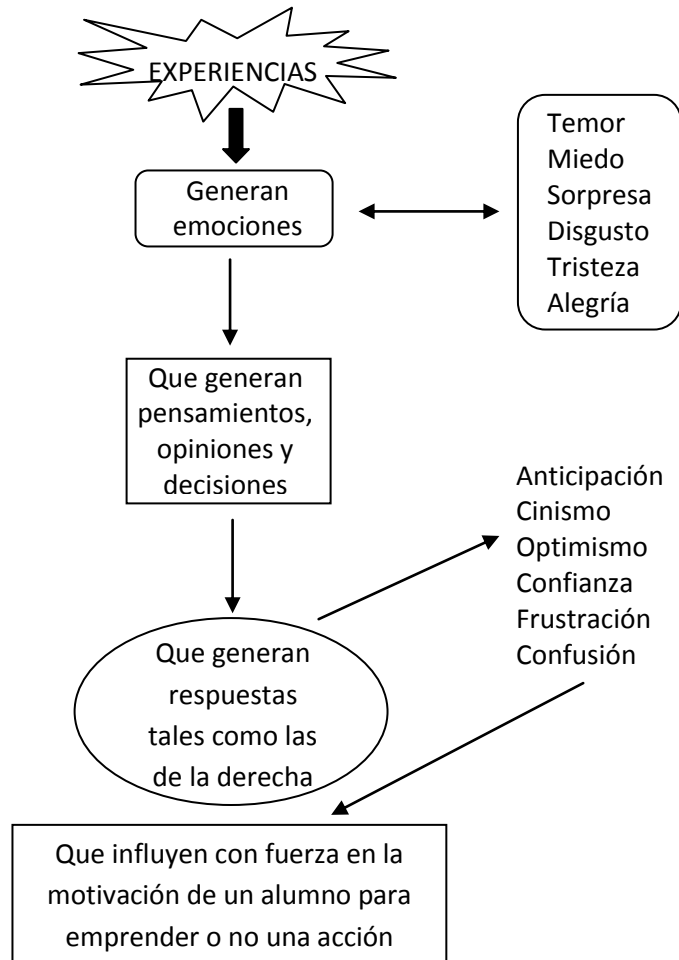 EXPERIENCIAS
Generan
emociones
Temor
Miedo
Sorpresa
Disgusto
Tristeza
Alegría
Que generan
pensamientos,
opiniones y
decisiones
Anticipación
Cinismo
Optimismo
Confianza
Frustración
Confusión
Que generan
respuestas
tales como las
de la derecha
Que influyen con fuerza en la
motivación de un alumno para
emprender o no una acción